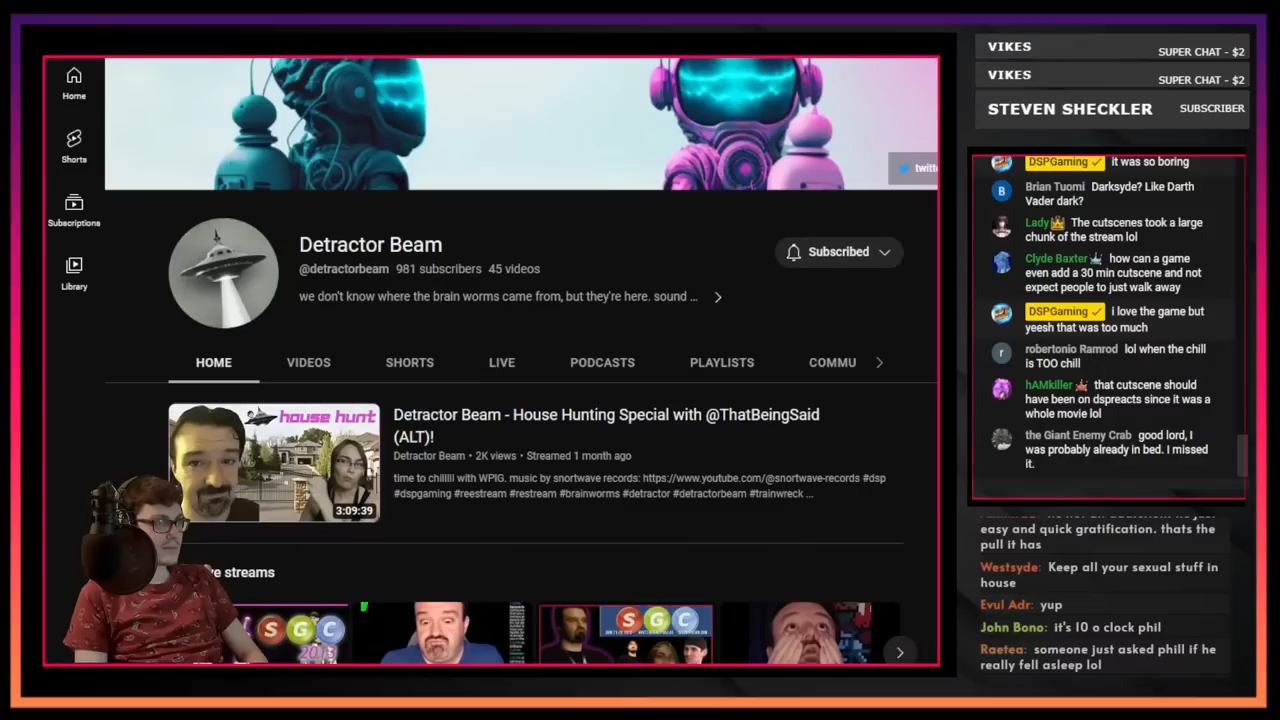 VIKES
SUPER CHAT - $2
VIKES
SUPER CHAT - $2
STEVEN SHECKLER
SUBSCRIBER
Home
Shorts
Subscriptions
Library
Detractor Beam
@detractorbeam 981 subscribers 45 videos
we don't know where the brain worms came from, but they're here. sound ...
Subscribed
HOME
VIDEOS
SHORTS
LIVE
PODCASTS
PLAYLISTS
COMMU
house hunt
3:09:39
Detractor Beam - House Hunting Special with @ThatBeingSaid
(ALT)!
Detractor Beam • 2K views • Streamed 1 month ago
time to chillllll with WPIG. music by snortwave records: https://www.youtube.com/@snortwave-records #dsp
#dspgaming #reestream #restream #brainworms #detractor #detractorbeam #trainwreck ...
streams
SGC
2013
SGC
DSPGaming ✓ it was so boring
Brian Tuomi Darksyde? Like Darth
Vader dark?
Lady The cutscenes took a large
chunk of the stream lol
Clyde Baxter how can a game
even add a 30 min cutscene and not
expect people to just walk away
DSPGaming ✓ i love the game but
yeesh that was too much
robertonio Ramrod lol when the chill
is TOO chill
hAMkiller that cutscene should
have been on dspreacts since it was a
whole movie lol
the Giant Enemy Crab good lord, I
was probably already in bed. I missed
it.
easy and quick gratification. thats the
pull it has
Westsyde: Keep all your sexual stuff in
house
Evul Adr: yup
John Bono: it's 10 o clock phil
Raetea: someone just asked phill if he
really fell asleep lol